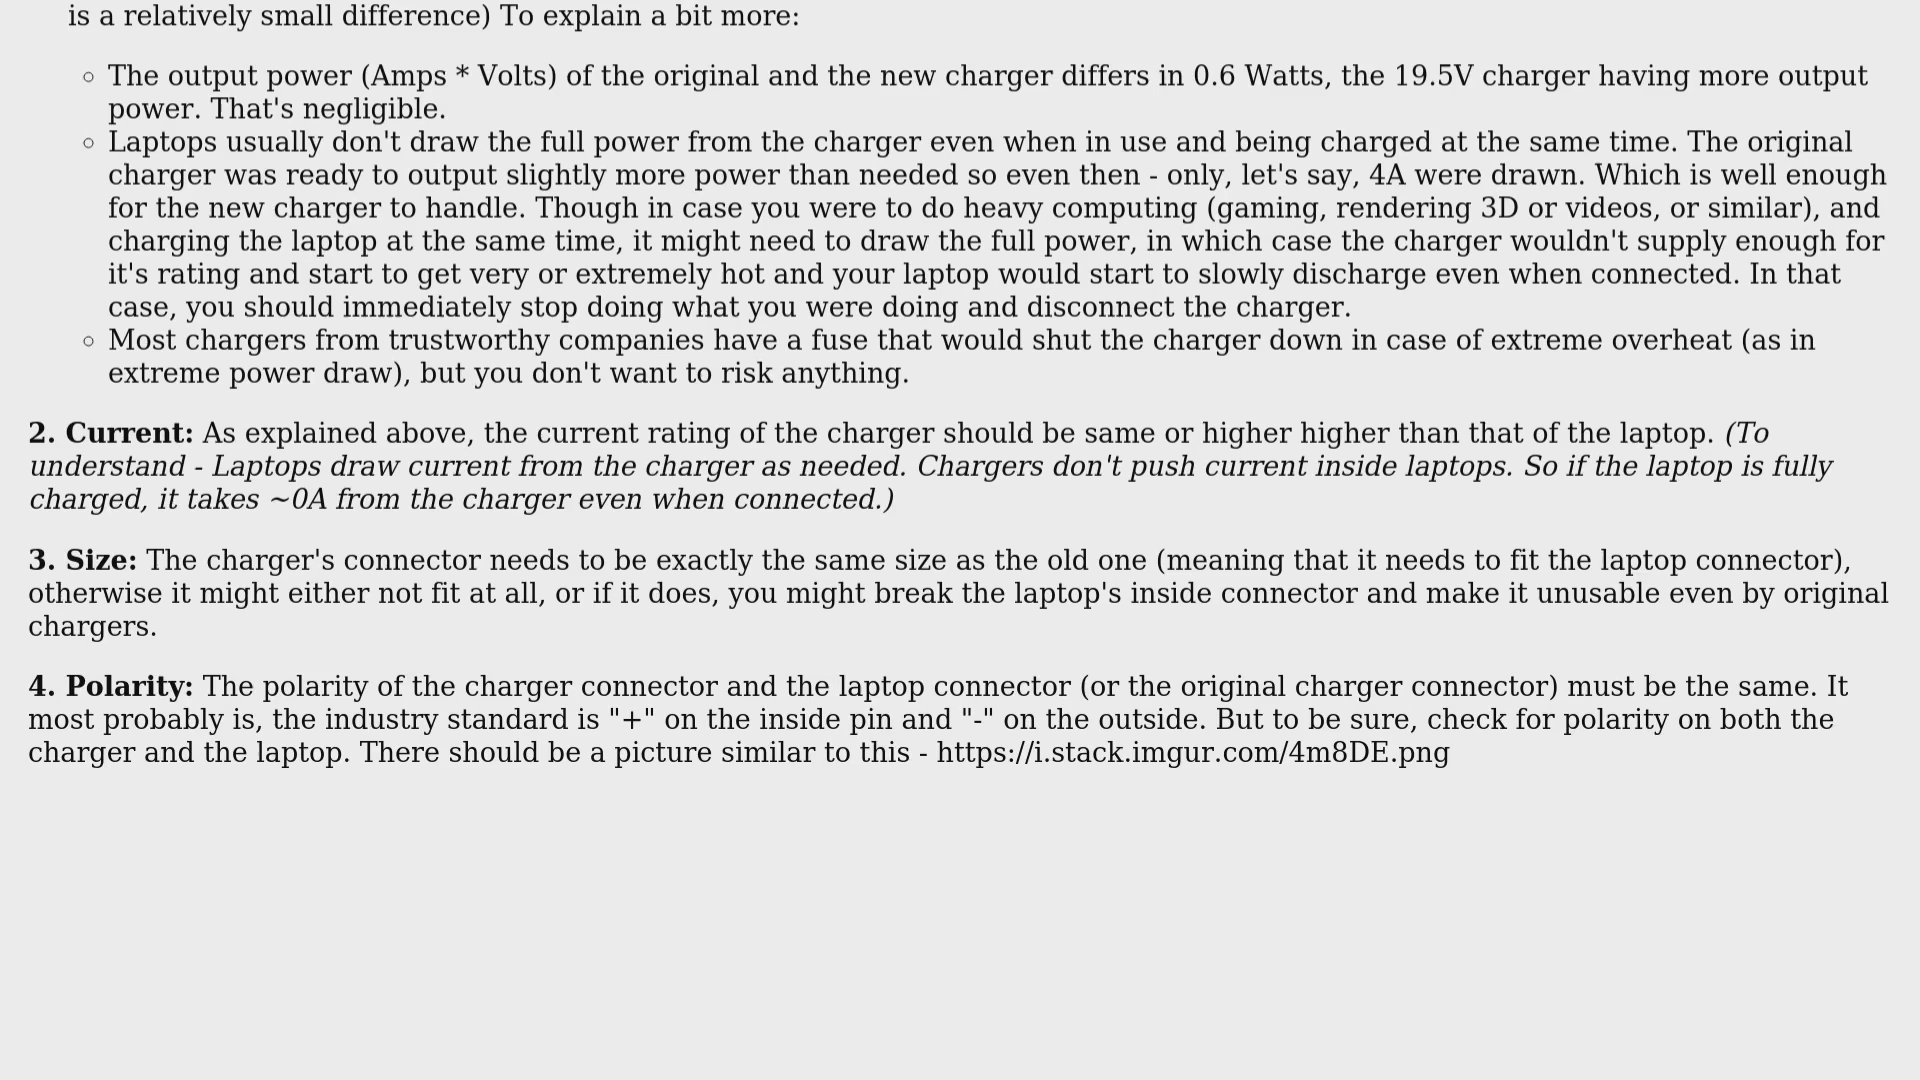 is a relatively small difference) To explain a bit more:
◦ The output power (Amps * Volts) of the original and the new charger differs in 0.6 Watts, the 19.5V charger having more output
power. That's negligible.
◦ Laptops usually don't draw the full power from the charger even when in use and being charged at the same time. The original
charger was ready to output slightly more power than needed so even then - only, let's say, 4A were drawn. Which is well enough
for the new charger to handle. Though in case you were to do heavy computing (gaming, rendering 3D or videos, or similar), and
charging the laptop at the same time, it might need to draw the full power, in which case the charger wouldn't supply enough for
it's rating and start to get very or extremely hot and your laptop would start to slowly discharge even when connected. In that
case, you should immediately stop doing what you were doing and disconnect the charger.
◦ Most chargers from trustworthy companies have a fuse that would shut the charger down in case of extreme overheat (as in
extreme power draw), but you don't want to risk anything.
2. Current: As explained above, the current rating of the charger should be same or higher higher than that of the laptop. (To
understand - Laptops draw current from the charger as needed. Chargers don't push current inside laptops. So if the laptop is fully
charged, it takes ~0A from the charger even when connected.)
3. Size: The charger's connector needs to be exactly the same size as the old one (meaning that it needs to fit the laptop connector),
otherwise it might either not fit at all, or if it does, you might break the laptop's inside connector and make it unusable even by original
chargers.
4. Polarity: The polarity of the charger connector and the laptop connector (or the original charger connector) must be the same. It
most probably is, the industry standard is "+" on the inside pin and "-" on the outside. But to be sure, check for polarity on both the
charger and the laptop. There should be a picture similar to this - https://i.stack.imgur.com/4m8DE.png